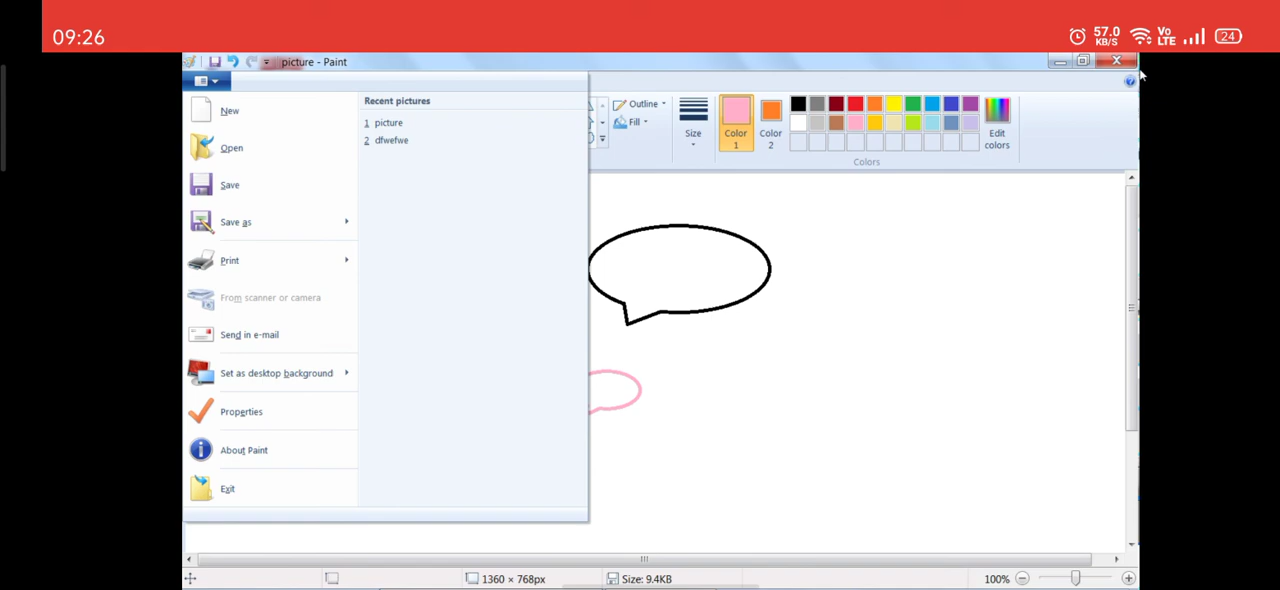 09:26
57.0 KB/S
Vo LTE
24
picture - Paint
New
Open
Save
Save as
Print
From scanner or camera
Send in e-mail
Set as desktop background
Properties
About Paint
Exit
Recent pictures
1 picture
2 dfwefwe
Outline
Fill
Size
Color 1
Color 2
Edit colors
Colors
1360 × 768px
Size: 9.4KB
100%